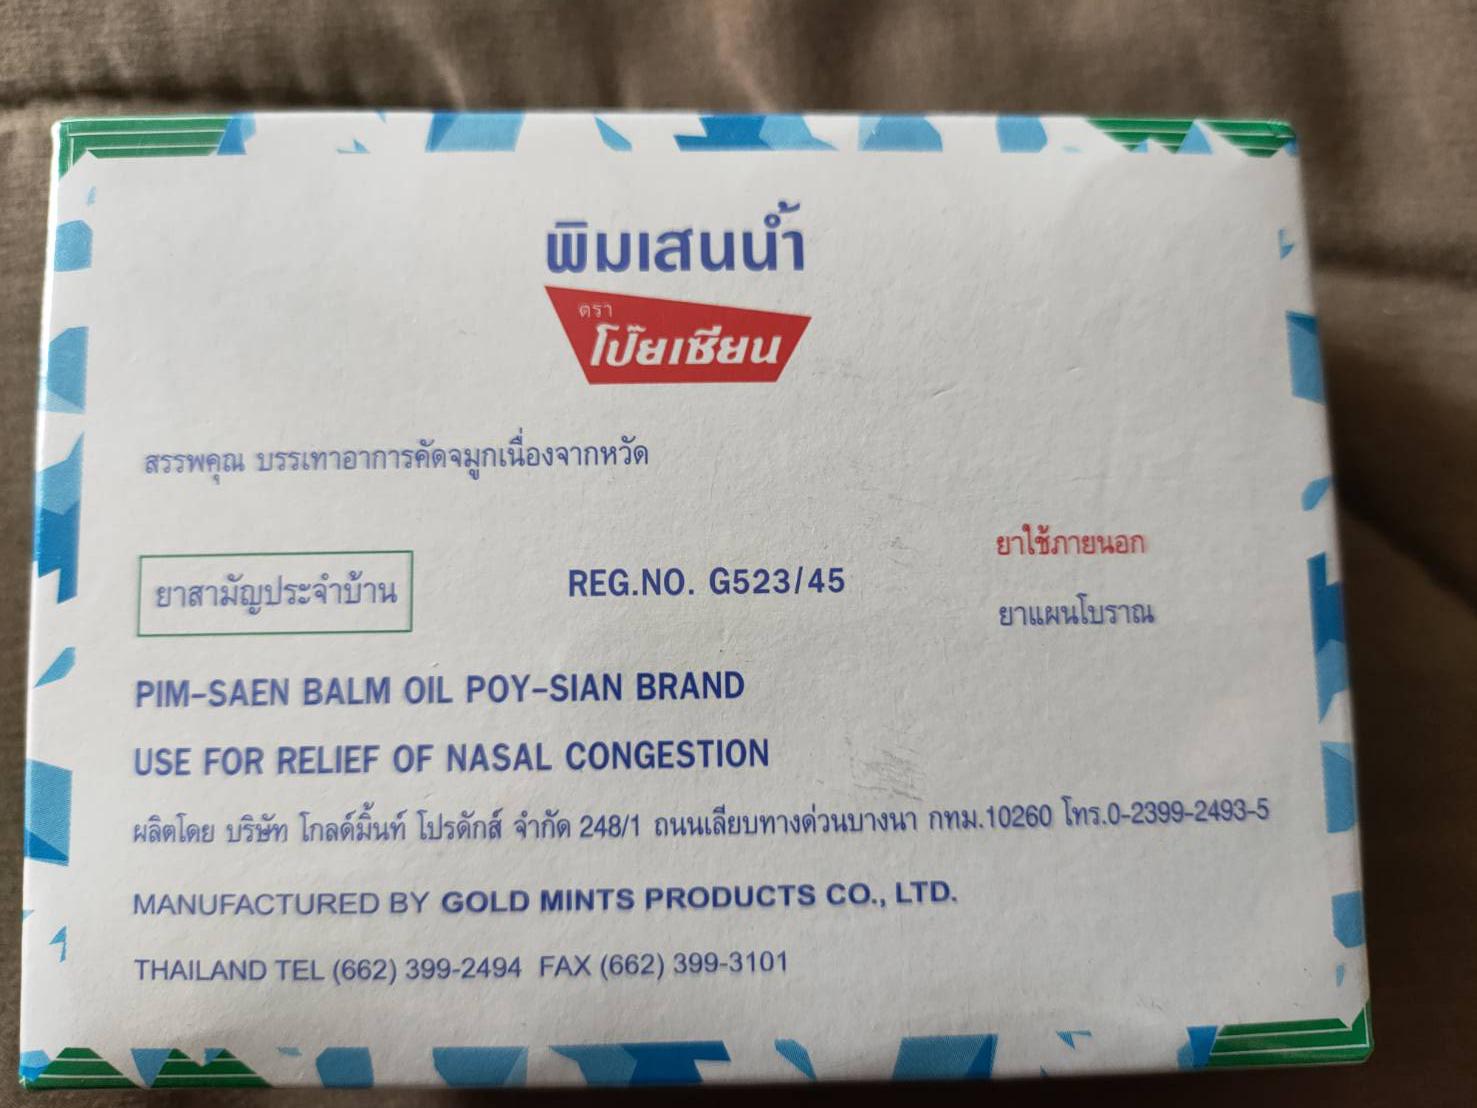 พิมเสนน้ำ
ตรา
โป๊ยเซียน
สรรพคุณ บรรเทาอาการคัดจมูกเนื่องจากหวัด
ยาใช้ภายนอก
ยาสามัญประจำบ้าน REG.NO. G523/45
ยาแผนโบราณ
PIM-SAEN BALM OIL POY-SIAN BRAND
USE FOR RELIEF OF NASAL CONGESTION
ผลิตโดย บริษัท โกลด์มิ้นท์ โปรดักส์ จำกัด 248/1 ถนนเลียบทางด่วนบางนา กทม.10260 โทร.0-2399-2493-5
MANUFACTURED BY GOLD MINTS PRODUCTS CO., LTD.
THAILAND TEL (662) 399-2494 FAX (662) 399-3101